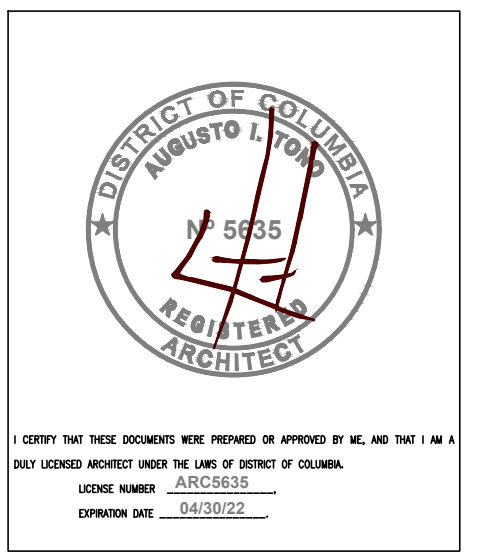 DISTRICT OF COLUMBIA
AUGUSTO I. TONO
Nº 5635
REGISTERED
ARCHITECT
I CERTIFY THAT THESE DOCUMENTS WERE PREPARED OR APPROVED BY ME, AND THAT I AM A
DULY LICENSED ARCHITECT UNDER THE LAWS OF DISTRICT OF COLUMBIA.
LICENSE NUMBER ARC5635,
EXPIRATION DATE 04/30/22.